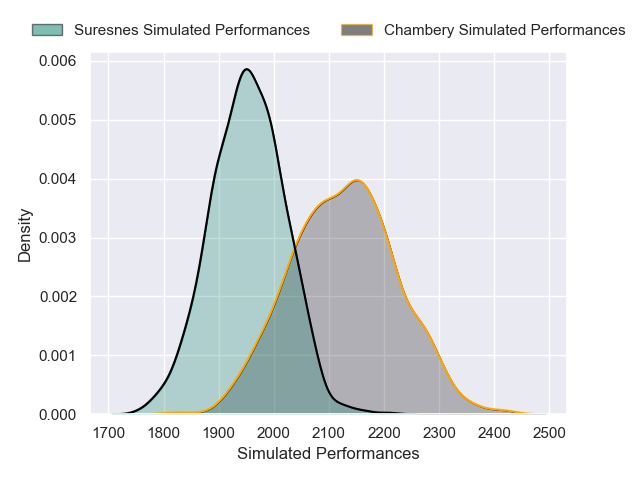 Suresnes Simulated Performances
Chambery Simulated Performances
0.006
0.005
0.004
0.003
0.002
0.001
0.000
Density
1700 1800 1900 2000 2100 2200 2300 2400 2500
Simulated Performances